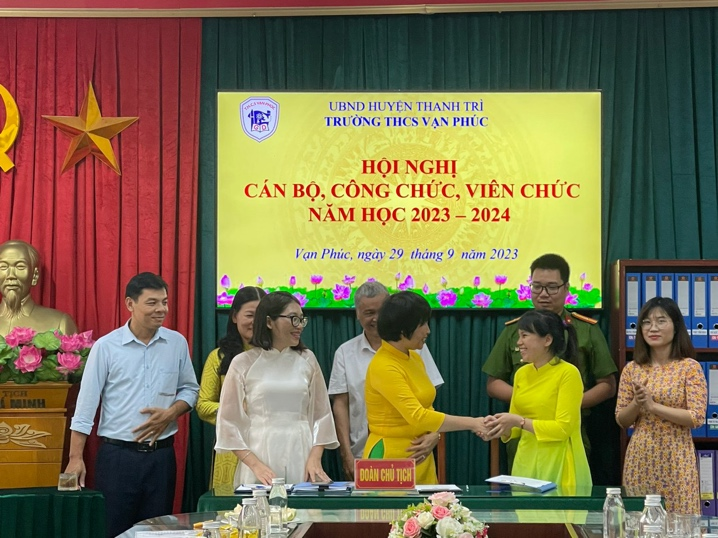 UBND HUYỆN THANH TRÌ
TRƯỜNG THCS VẠN PHÚC
HỘI NGHỊ
CÁN BỘ, CÔNG CHỨC, VIÊN CHỨC
NĂM HỌC 2023 – 2024
Vạn Phúc, ngày 29 tháng 9 năm 2023
ĐOÀN CHỦ TỊCH